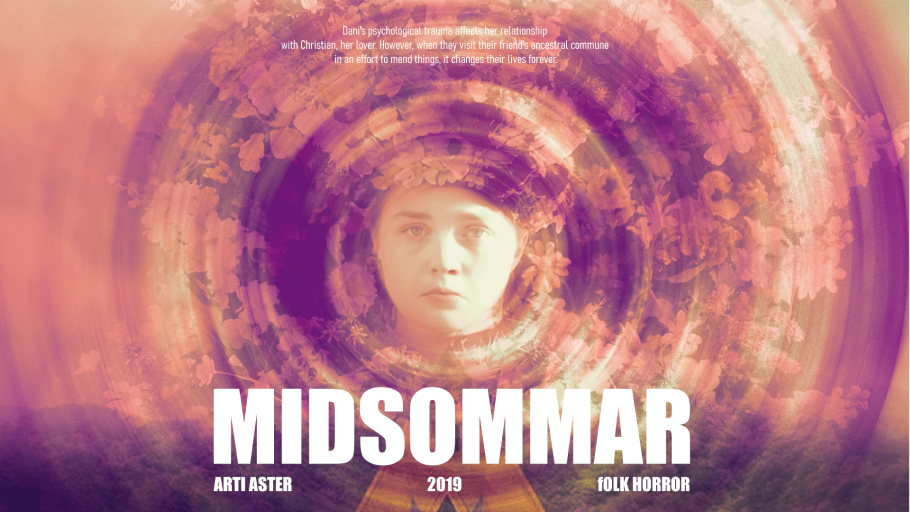 Dani's psychological trauma affects her relationship
with Christian, her lover. However, when they visit their friend's ancestral commune
in an effort to mend things, it changes their lives forever.
MIDSOMMAR
ARTI ASTER 2019 fOLK HORROR